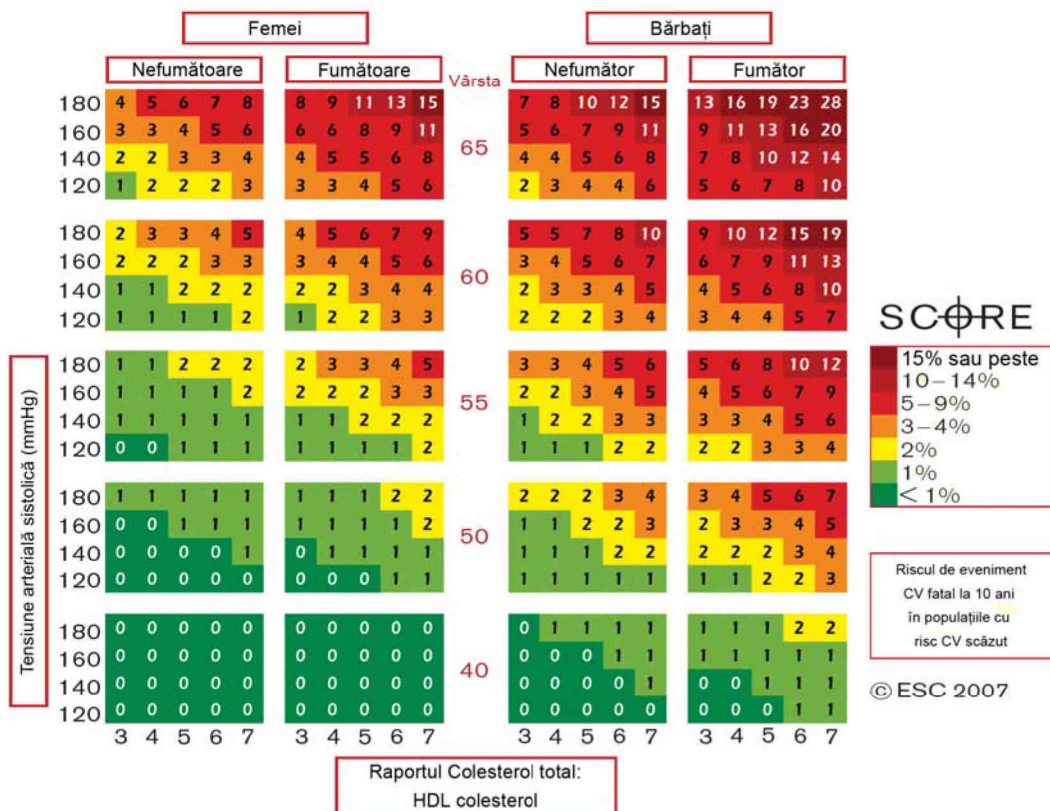 Femei
Bărbați
Nefumătoare
Fumătoare
Vârsta
Nefumător
Fumător
180 4 5 6 7 8 8 9 11 13 15 7 8 10 12 15 13 16 19 23 28
160 3 3 4 5 6 6 6 8 9 11 5 6 7 9 11 9 11 13 16 20
65
140 2 2 3 3 4 4 5 5 6 8 4 4 5 6 8 7 8 10 12 14
120 1 2 2 2 3 3 3 4 5 6 2 3 4 4 6 5 6 7 8 10
180 2 3 3 4 5 4 5 6 7 9 5 5 7 8 10 9 10 12 15 19
160 2 2 2 3 3 3 4 4 5 6 3 4 5 6 7 6 7 9 11 13
60
140 1 1 2 2 2 2 2 3 4 4 2 3 3 4 5 4 5 6 8 10
120 1 1 1 1 2 1 2 2 3 3 2 2 2 3 4 3 4 4 5 7
180 1 1 2 2 2 2 3 3 4 5 3 3 4 5 6 5 6 8 10 12
160 1 1 1 1 2 2 2 2 3 3 2 2 3 4 5 4 5 6 7 9
55
140 1 1 1 1 1 1 1 2 2 2 1 2 2 3 3 3 3 4 5 6
120 0 0 1 1 1 1 1 1 1 2 1 1 1 2 2 2 2 3 3 4
180 1 1 1 1 1 1 1 1 2 2 2 2 2 3 4 3 4 5 6 7
160 0 0 1 1 1 1 1 1 1 2 1 1 2 2 3 2 3 3 4 5
50
140 0 0 0 0 1 0 1 1 1 1 1 1 1 2 2 2 2 2 3 4
120 0 0 0 0 0 0 0 0 1 1 1 1 1 1 1 1 1 2 2 3
180 0 0 0 0 0 0 0 0 0 0 0 1 1 1 1 1 1 1 2 2
160 0 0 0 0 0 0 0 0 0 0 0 0 0 1 1 1 1 1 1 1
40
140 0 0 0 0 0 0 0 0 0 0 0 0 0 0 1 0 0 1 1 1
120 0 0 0 0 0 0 0 0 0 0 0 0 0 0 0 0 0 0 1 1
3 4 5 6 7 3 4 5 6 7 3 4 5 6 7 3 4 5 6 7
Tensiune arterială sistolică (mmHg)
Raportul Colesterol total:
HDL colesterol
SCORE
15% sau peste
10–14%
5–9%
3–4%
2%
1%
< 1%
Riscul de eveniment
CV fatal la 10 ani
în populațiile cu
risc CV scăzut
© ESC 2007